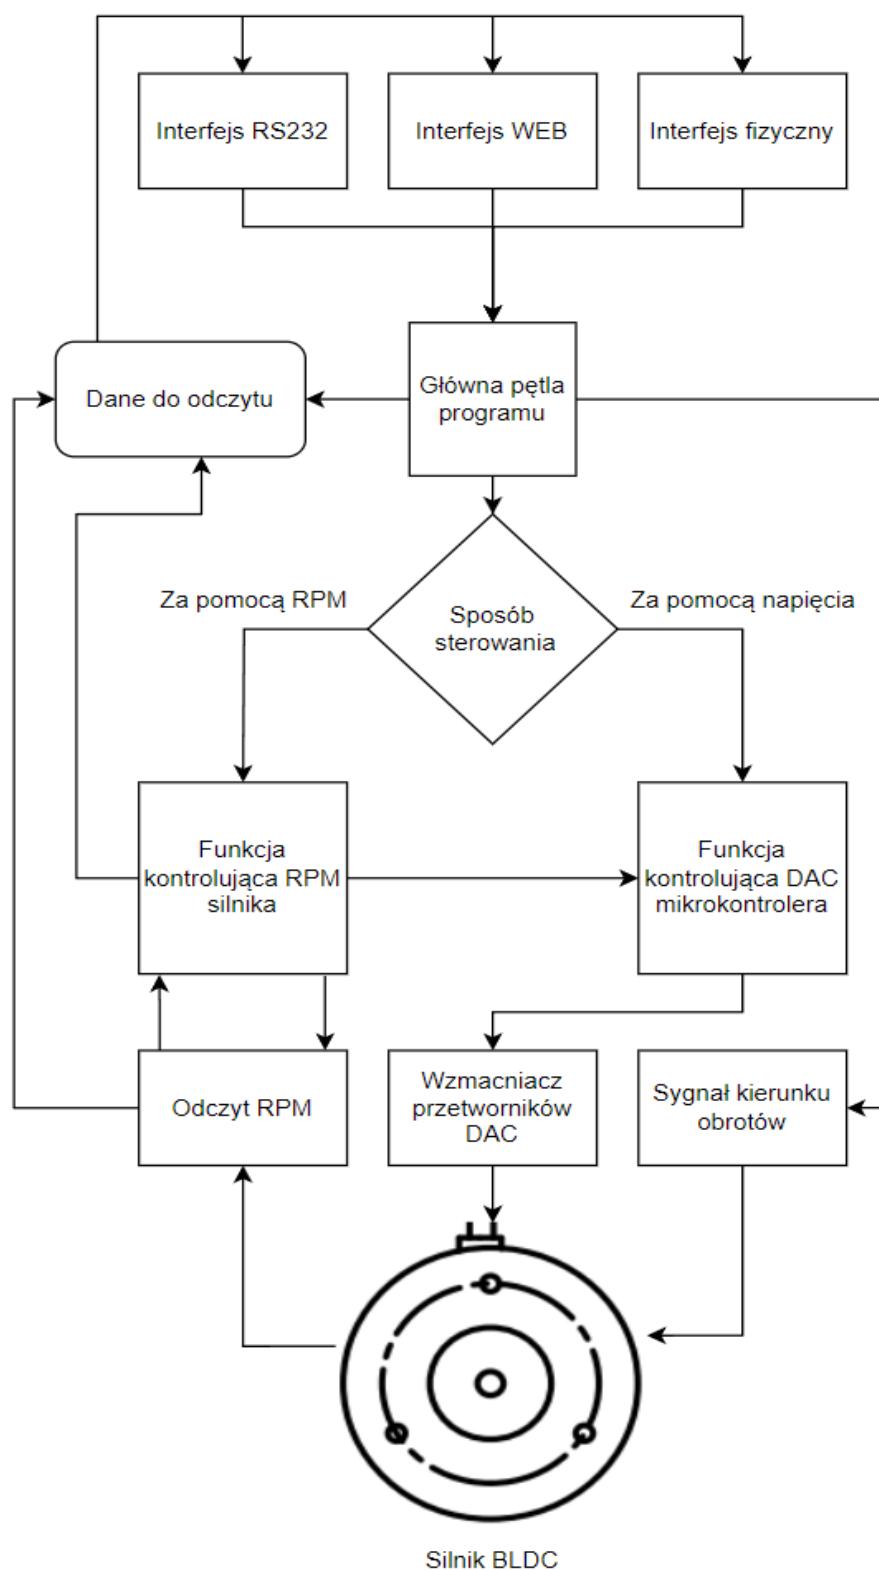 Interfejs RS232
Interfejs WEB
Interfejs fizyczny
Dane do odczytu
Główna pętla
programu
Za pomocą RPM
Sposób
sterowania
Za pomocą napięcia
Funkcja
kontrolująca RPM
silnika
Funkcja
kontrolująca DAC
mikrokontrolera
Odczyt RPM
Wzmacniacz
przetworników
DAC
Sygnał kierunku
obrotów
Silnik BLDC